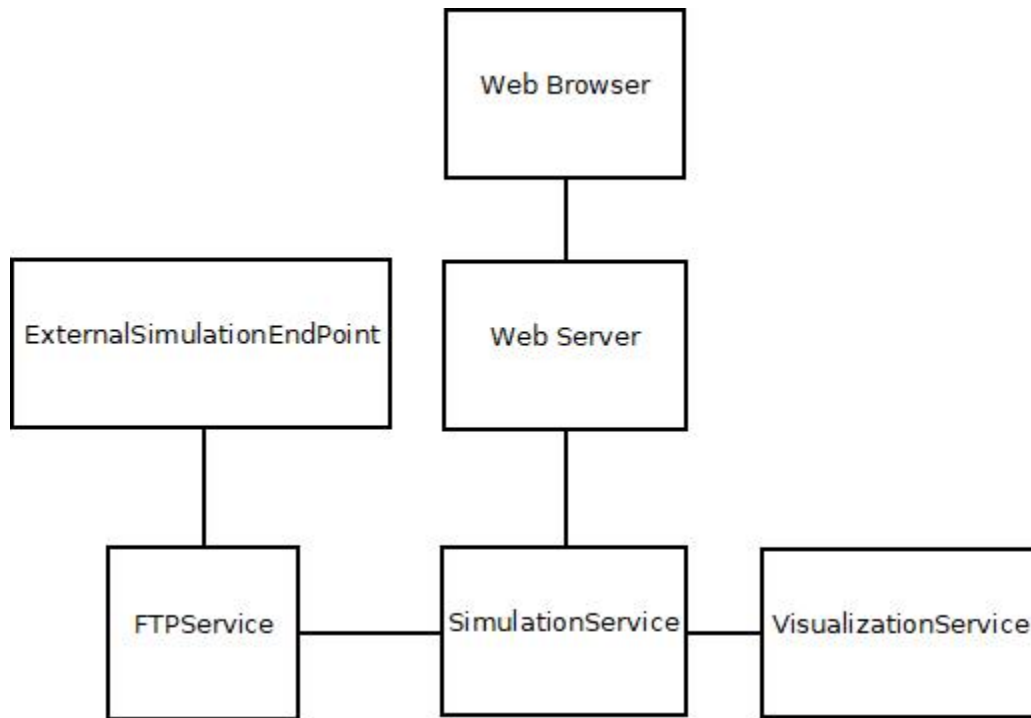 Web Browser
ExternalSimulationEndPoint
Web Server
FTPService
SimulationService
VisualizationService